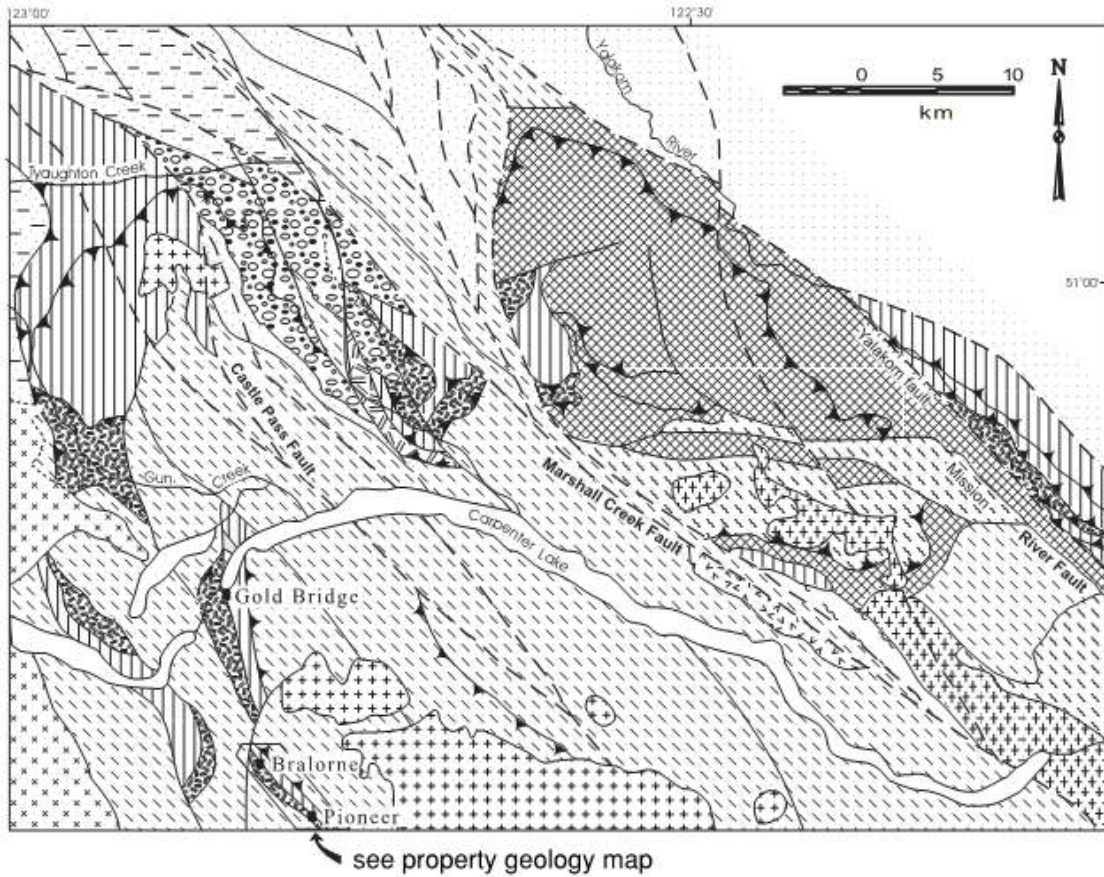 123°00'
122°30'
Yalakom
River
0 5 10
km
N
Tyaughton Creek
51°00'
Yalakom fault
Castle Pass Fault
Gun Creek
Marshall Creek Fault
Mission
River Fault
Carpenter Lake
Gold Bridge
Bralorne
Pioneer
see property geology map